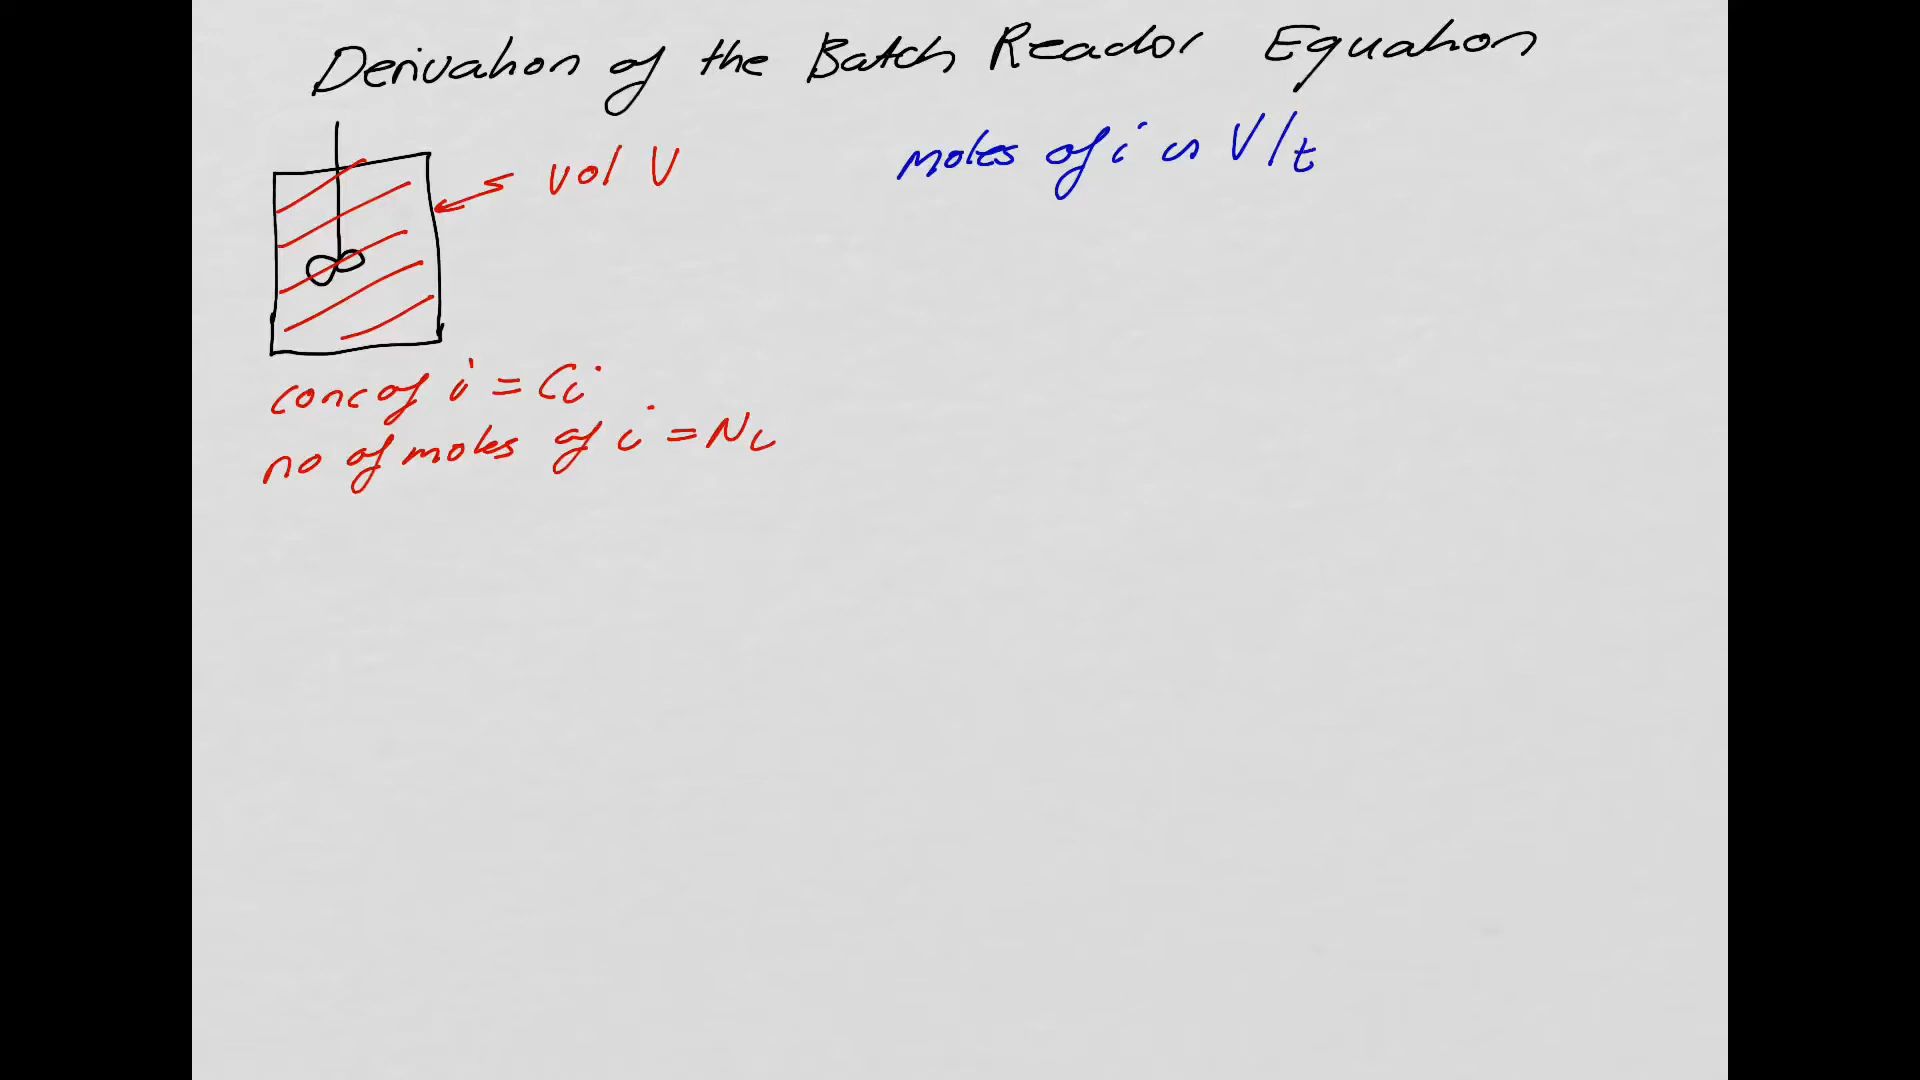 Derivation of the Batch Reactor Equation
vol V
moles of i in V/t
conc of i = Ci
no of moles of i = Ni